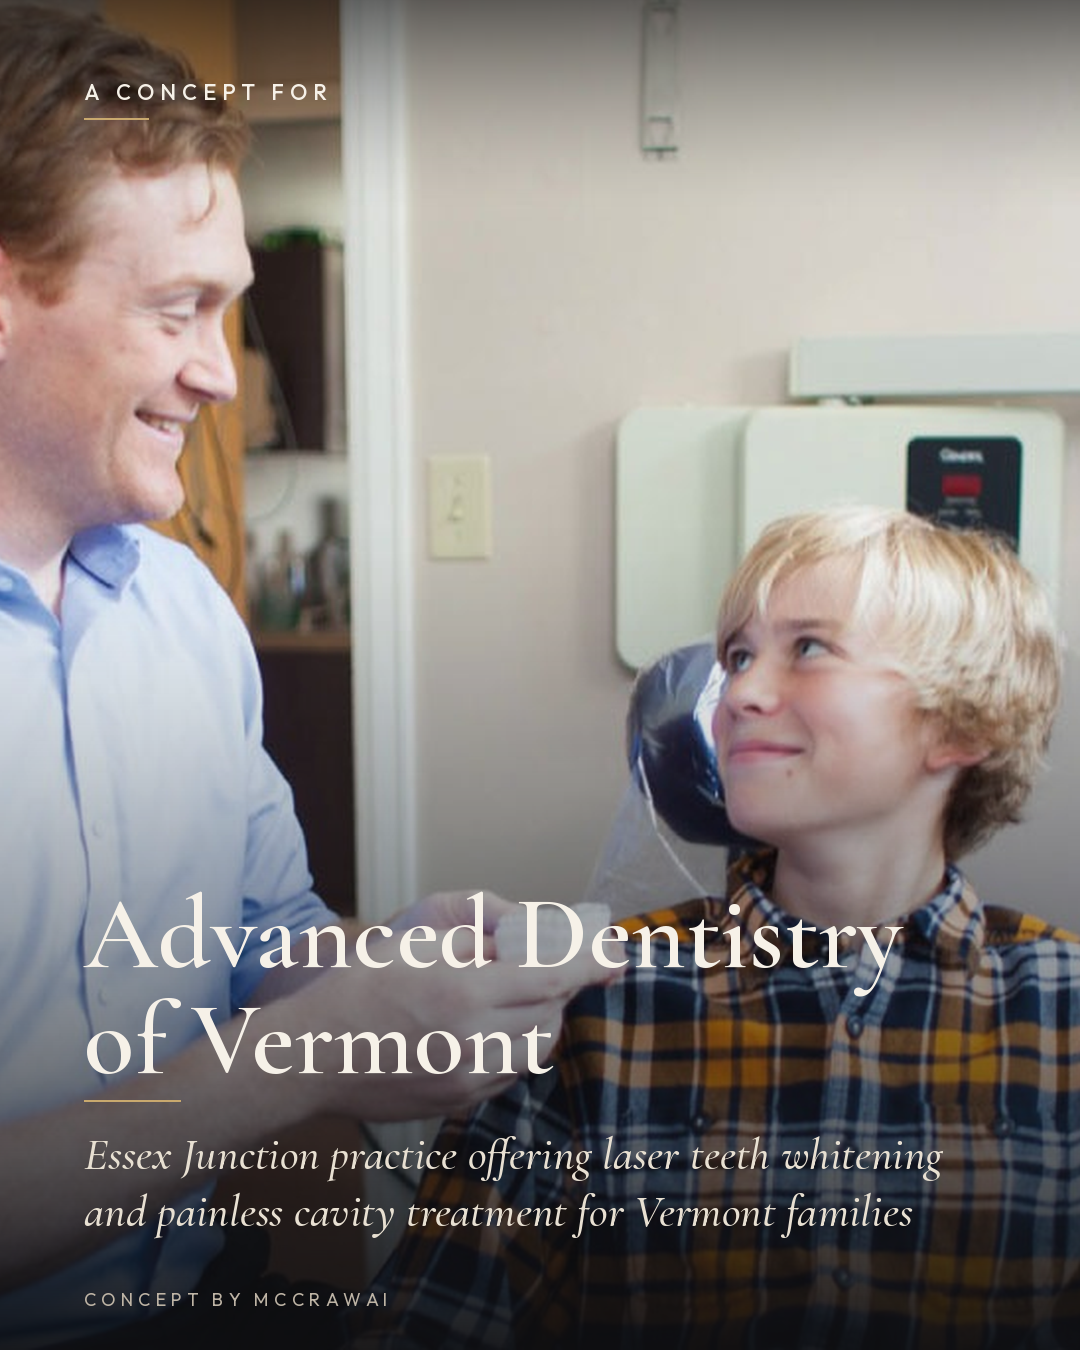 A CONCEPT FOR
Advanced Dentistry
of Vermont
Essex Junction practice offering laser teeth whitening
and painless cavity treatment for Vermont families
CONCEPT BY MCCRAWAI